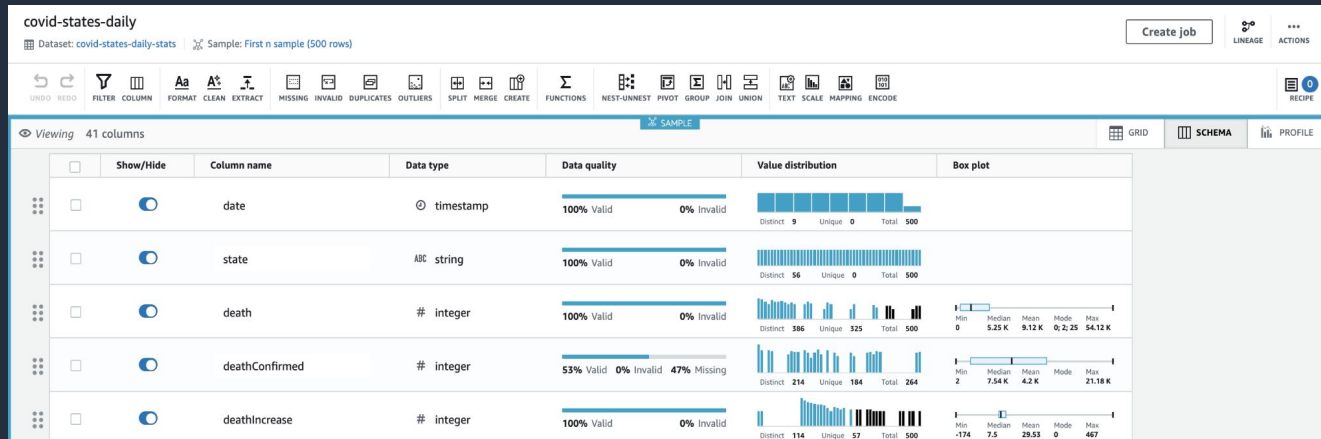 covid-states-daily
Dataset: covid-states-daily-stats Sample: First n sample (500 rows)
Create job
LINEAGE
ACTIONS
UNDO REDO FILTER COLUMN FORMAT CLEAN EXTRACT MISSING INVALID DUPLICATES OUTLIERS SPLIT MERGE CREATE FUNCTIONS NEST-UNNEST PIVOT GROUP JOIN UNION TEXT SCALE MAPPING ENCODE
0 RECIPE
Viewing 41 columns
SAMPLE
GRID SCHEMA PROFILE
Show/Hide Column name Data type Data quality Value distribution Box plot
date timestamp 100% Valid 0% Invalid
Distinct 9 Unique 0 Total 500
state ABC string 100% Valid 0% Invalid
Distinct 56 Unique 0 Total 500
death # integer 100% Valid 0% Invalid
Distinct 386 Unique 325 Total 500
Min Median Mean Mode Max
0 5.25 K 9.12 K 0; 2; 25 54.12 K
deathConfirmed # integer 53% Valid 0% Invalid 47% Missing
Distinct 214 Unique 184 Total 264
Min Median Mean Mode Max
2 7.54 K 4.2 K 21.18 K
deathIncrease # integer 100% Valid 0% Invalid
Distinct 114 Unique 57 Total 500
Min Median Mean Mode Max
-174 7.5 29.53 0 467